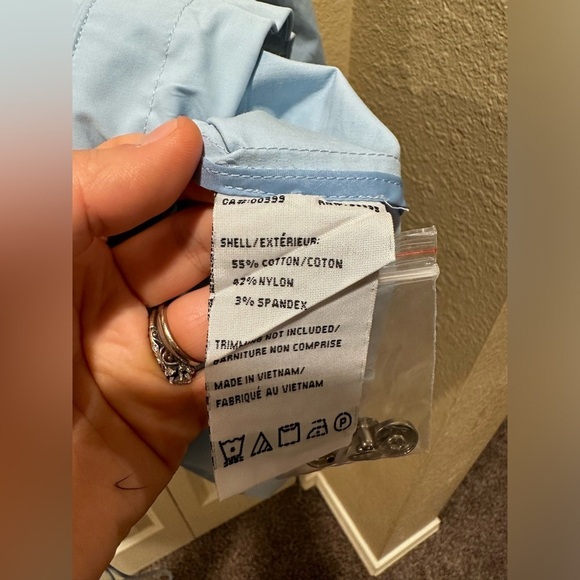 CA#:00399
SHELL/EXTÉRIEUR:
55% COTTON/COTON
42% NYLON
3% SPANDEX
TRIMMING NOT INCLUDED/
GARNITURE NON COMPRISE
MADE IN VIETNAM/
FABRIQUÉ AU VIETNAM
P